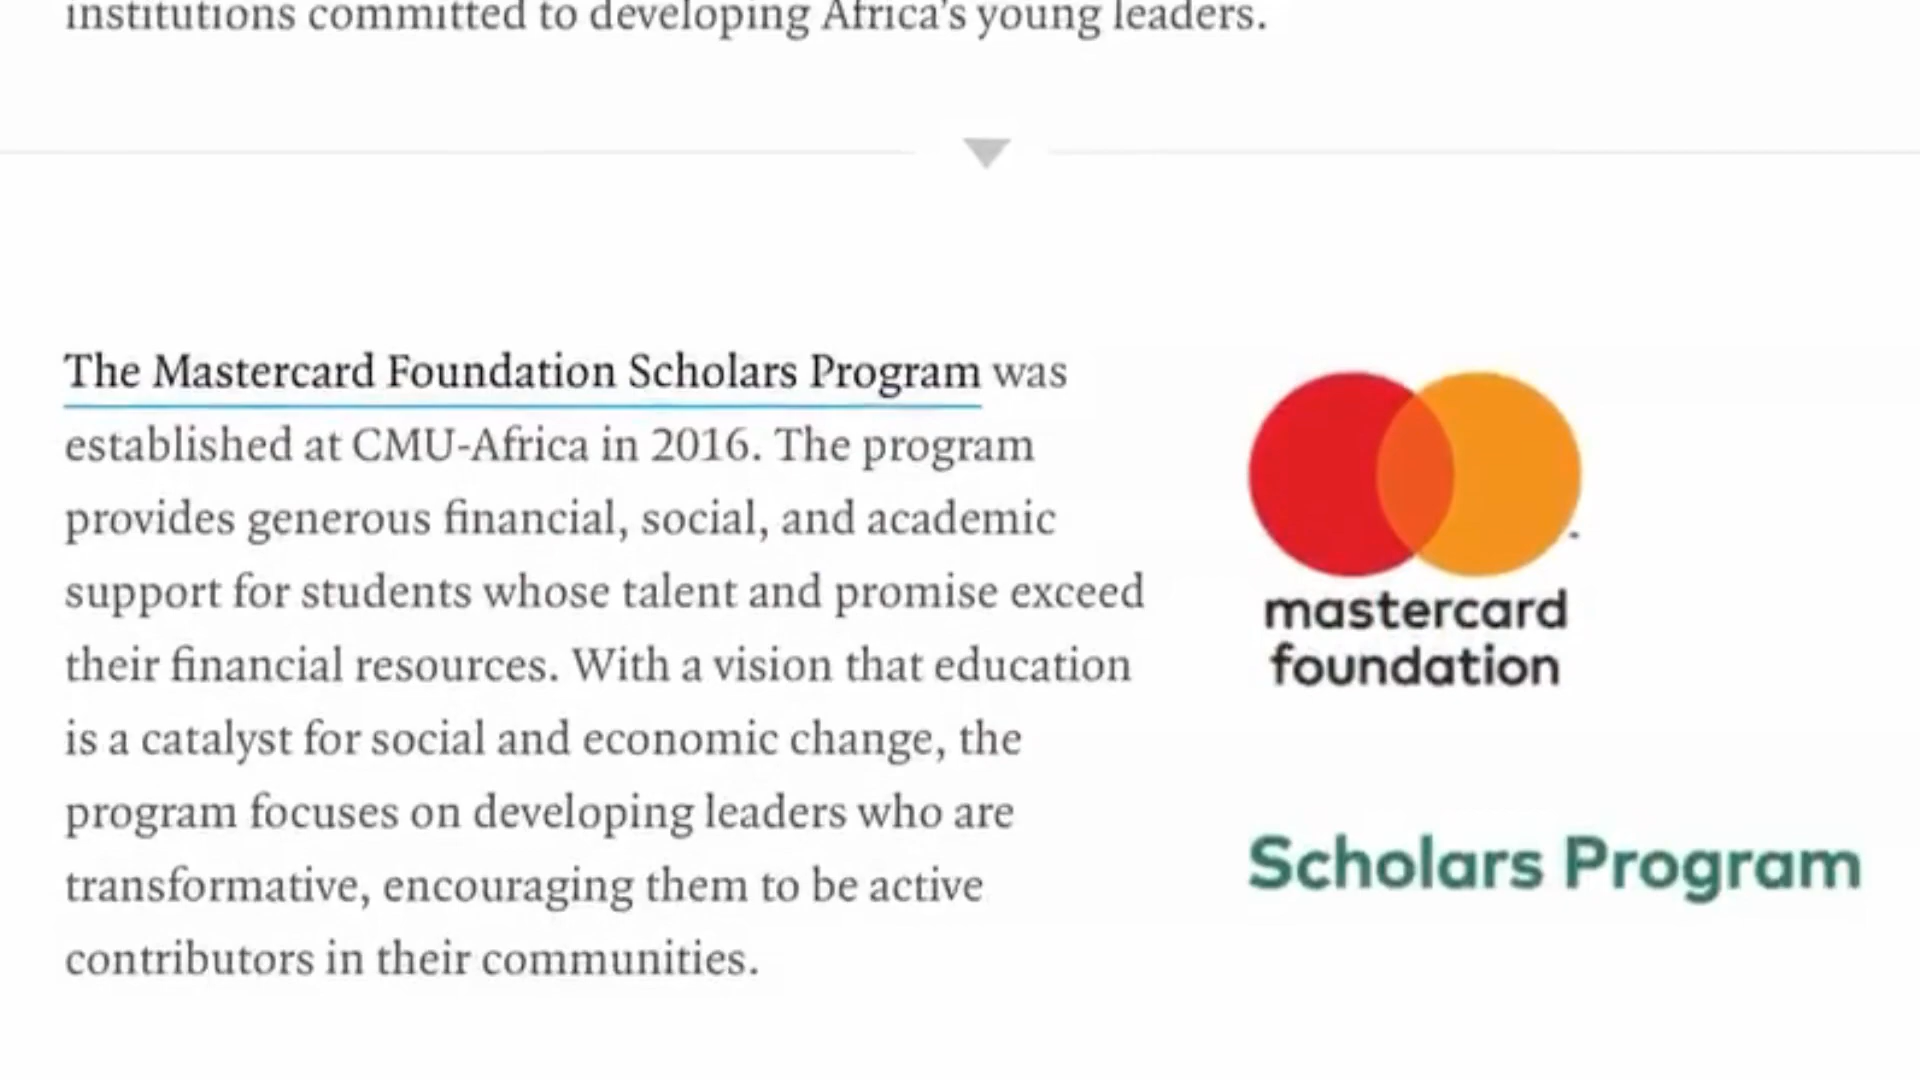 institutions committed to developing Africa's young leaders.
The Mastercard Foundation Scholars Program was
established at CMU-Africa in 2016. The program
provides generous financial, social, and academic
support for students whose talent and promise exceed
their financial resources. With a vision that education
is a catalyst for social and economic change, the
program focuses on developing leaders who are
transformative, encouraging them to be active
contributors in their communities.
mastercard
foundation
Scholars Program